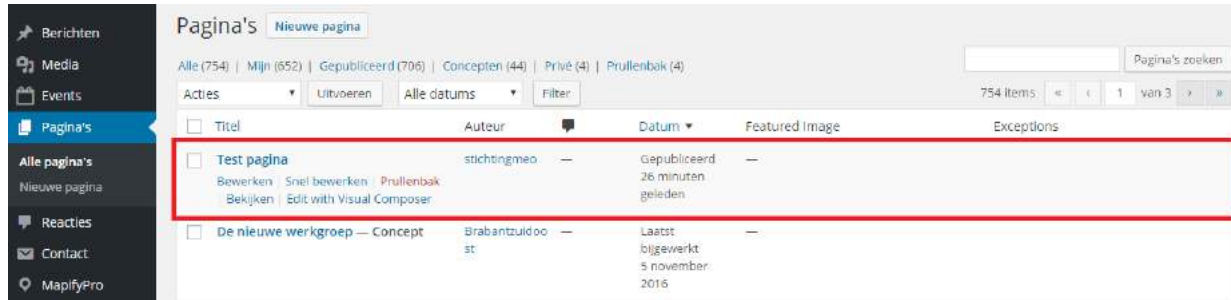 Berichten
Media
Events
Pagina's
Alle pagina's
Nieuwe pagina
Reacties
Contact
MapifyPro
Pagina's Nieuwe pagina
Alle (754) | Mijn (652) | Gepubliceerd (706) | Concepten (44) | Privé (4) | Prullenbak (4)
Pagina's zoeken
Acties Uitvoeren Alle datums Filter 754 items « ‹ 1 van 3 › »
Titel Auteur Datum Featured Image Exceptions
Test pagina stichtingmeo — Gepubliceerd —
26 minuten
geleden
Bewerken | Snel bewerken | Prullenbak
| Bekijken | Edit with Visual Composer
De nieuwe werkgroep — Concept Brabantzuidoo — Laatst —
st bijgewerkt
5 november
2016